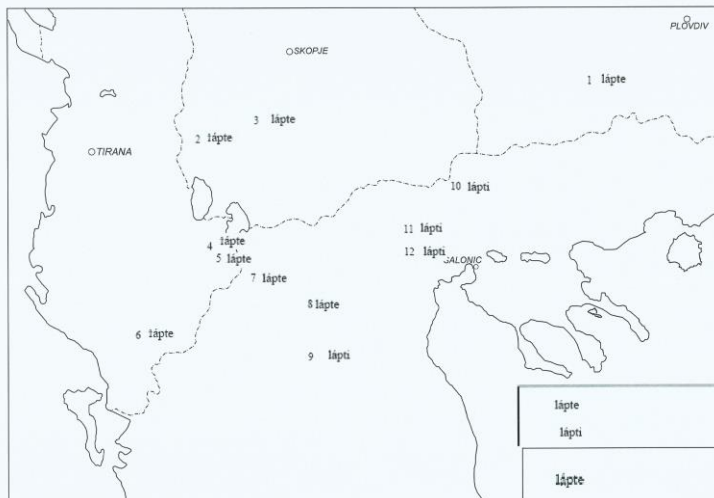 PLOVDIV
SKOPJE
1 lápte
3 lápte
2 lápte
TIRANA
10 lápti
11 lápti
4 lápte
12 lápti
5 lápte
SALONIC
7 lápte
8 lápte
6 lápte
9 lápti
lápte
lápti
lápte